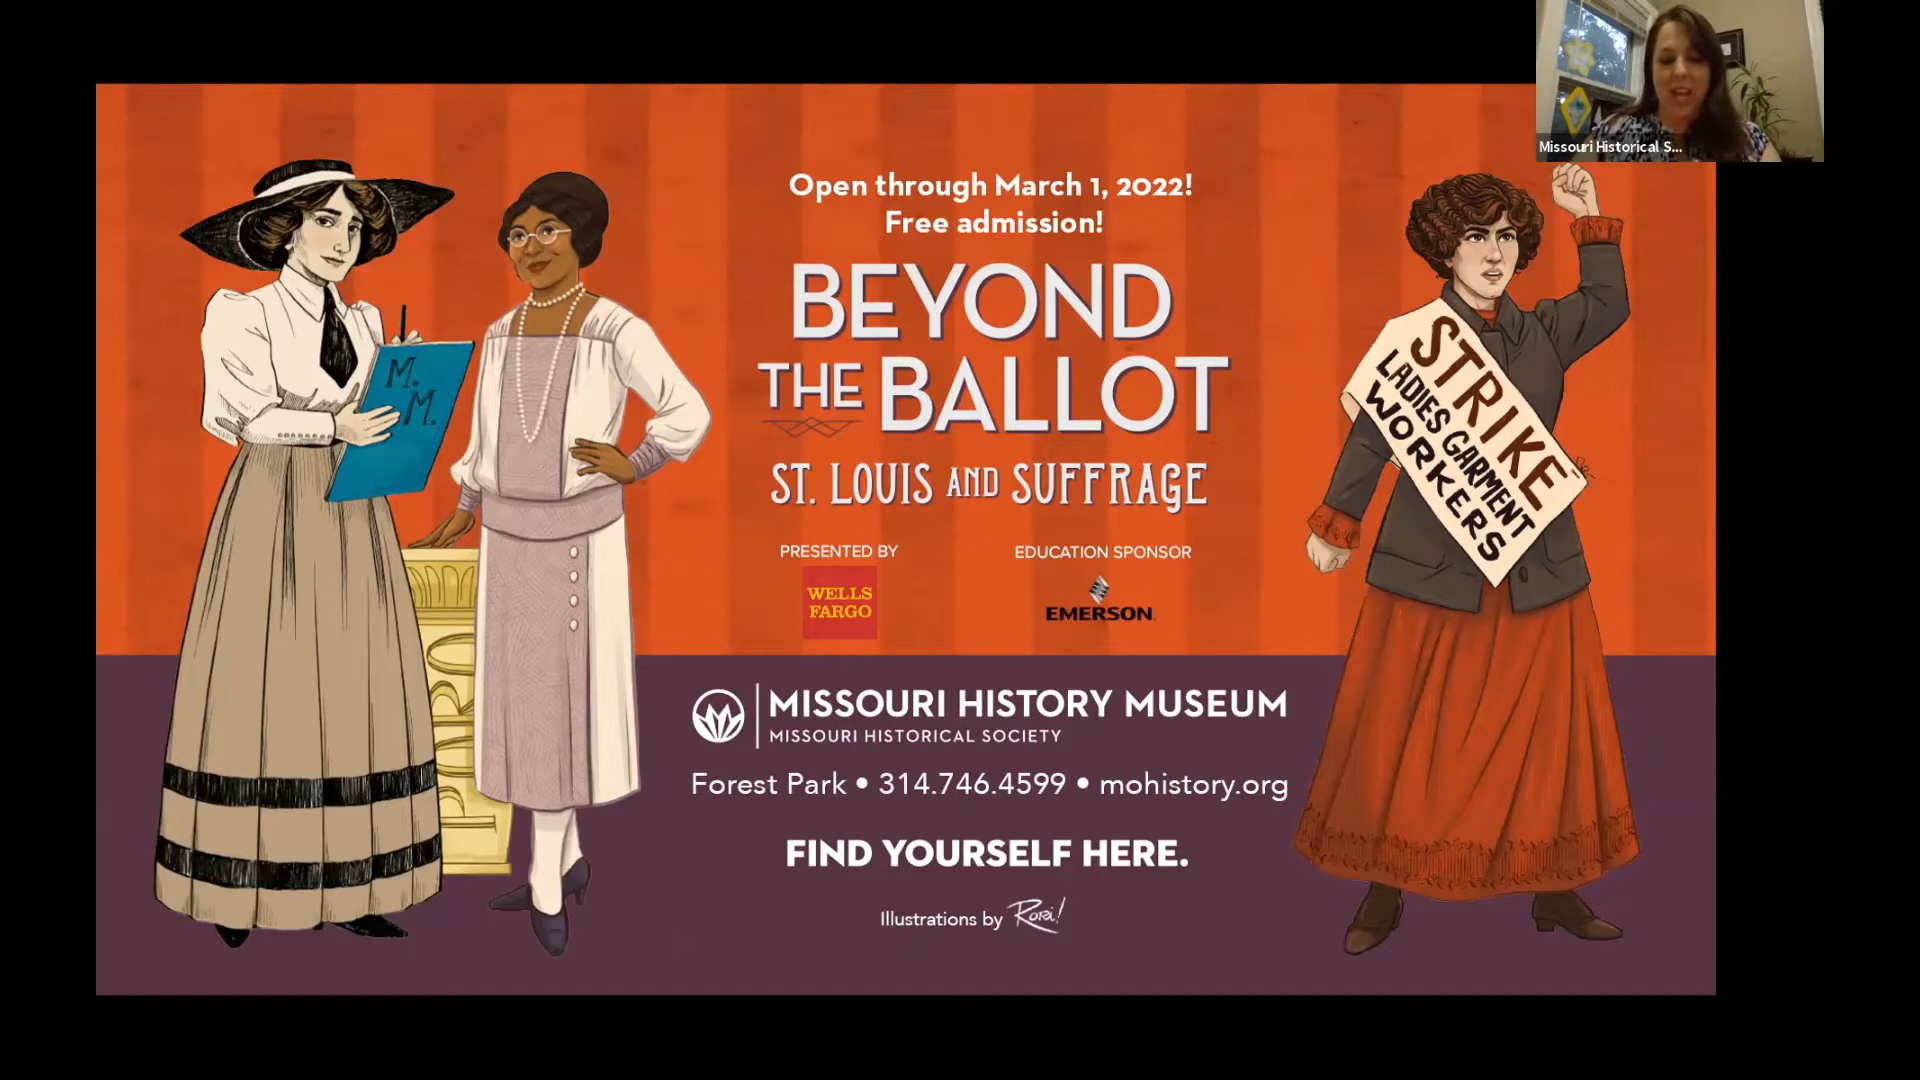 Missouri Historical S...
Open through March 1, 2022!
Free admission!
BEYOND
THE BALLOT
ST. LOUIS AND SUFFRAGE
PRESENTED BY
WELLS
FARGO
EDUCATION SPONSOR
EMERSON
M.
M.
STRIKE
LADIES GARMENT
WORKERS
MISSOURI HISTORY MUSEUM
MISSOURI HISTORICAL SOCIETY
Forest Park • 314.746.4599 • mohistory.org
FIND YOURSELF HERE.
Illustrations by Rori!